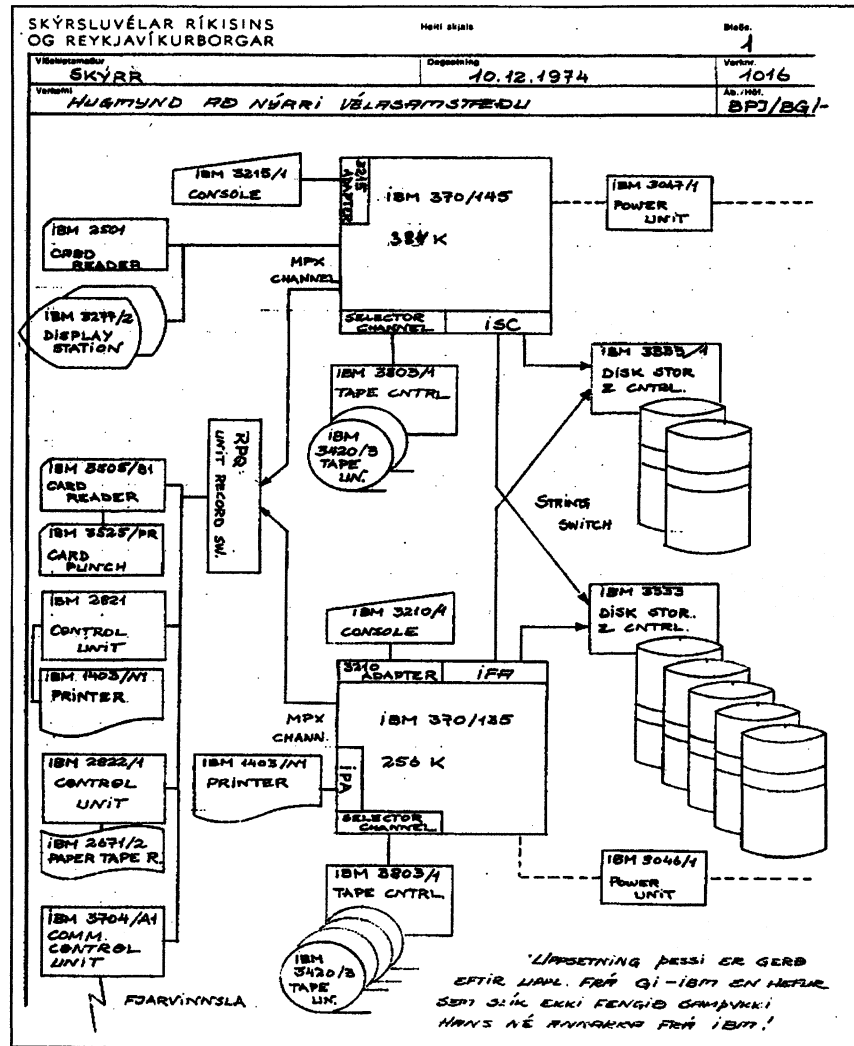 SKÝRSLUVÉLAR RÍKISINS
OG REYKJAVÍKURBORGAR
Heiti skjals
Blaðs.
1
Viðskiptamaður
SKÝRR
Dagsetning
10.12.1974
Verknr.
1016
Verkefni
HUGMYND AÐ NÝARI VÉLASAMSTÆÐU
Áb./Höf.
BPJ/BG/-
IBM 3215/1
CONSOLE
3215
ADAPTER
IBM 370/145
384 K
IBM 3047/1
POWER
UNIT
IBM 2501
CARD
READER
MPX
CHANNEL
IBM 3277/2
DISPLAY
STATION
SELECTOR
CHANNEL
ISC
IBM 3803/1
TAPE CNTRL
IBM
3420/3
TAPE
UN.
IBM 3333/1
DISK STOR
& CNTRL.
RPQ
UNIT RECORD SW.
IBM 3505/B1
CARD
READER
STRING
SWITCH
IBM 3525/PR
CARD
PUNCH
IBM 2821
CONTROL
UNIT
IBM 3210/1
CONSOLE
IBM 3333
DISK STOR.
& CNTRL.
3210
ADAPTER
IFA
IBM 1403/N1
PRINTER
MPX
CHANN.
IBM 370/135
256 K
IBM 2822/1
CONTROL
UNIT
IBM 1403/N1
PRINTER
IPA
SELECTOR
CHANNEL
IBM 2671/2
PAPER TAPE R.
IBM 3803/1
TAPE CNTRL
IBM 3046/1
POWER
UNIT
IBM 3704/A1
COMM.
CONTROL
UNIT
IBM
3420/3
TAPE
UN.
FJARVINNSLA
UPPSETNING ÞESSI ER GERÐ
EFTIR UPPL. FRÁ GI-IBM EN HEFUR
SEM SLÍK EKKI FENGIÐ SAMÞYKKI
HANS NÉ ANNARRA FRÁ IBM!